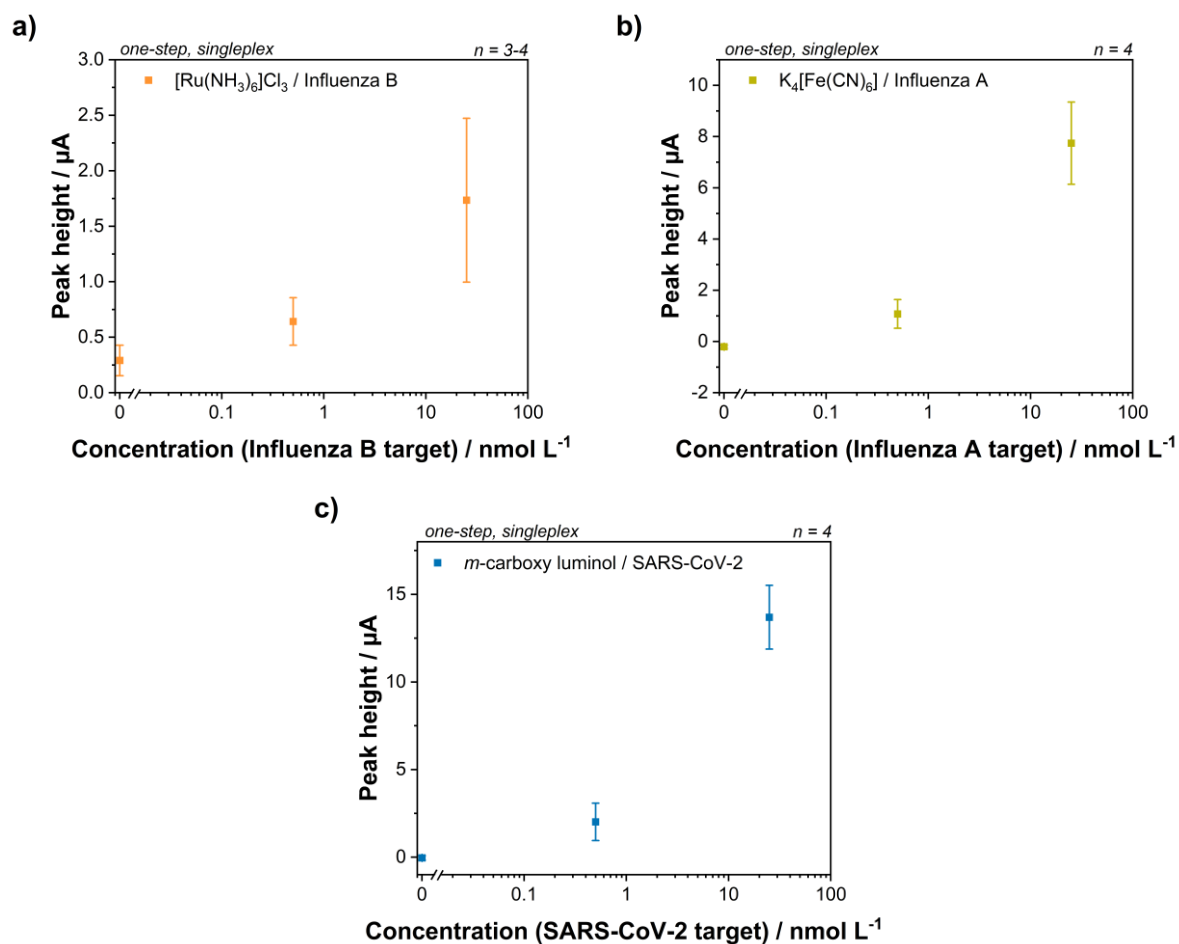 a)
one-step, singleplex n = 3-4
3.0
2.5
2.0
1.5
1.0
0.5
0.0
[Ru(NH₃)₆]Cl₃ / Influenza B
Peak height / µA
0 0.1 1 10 100
Concentration (Influenza B target) / nmol L⁻¹
b)
one-step, singleplex n = 4
10
8
6
4
2
0
-2
K₄[Fe(CN)₆] / Influenza A
Peak height / µA
0 0.1 1 10 100
Concentration (Influenza A target) / nmol L⁻¹
c)
one-step, singleplex n = 4
15
10
5
0
m-carboxy luminol / SARS-CoV-2
Peak height / µA
0 0.1 1 10 100
Concentration (SARS-CoV-2 target) / nmol L⁻¹